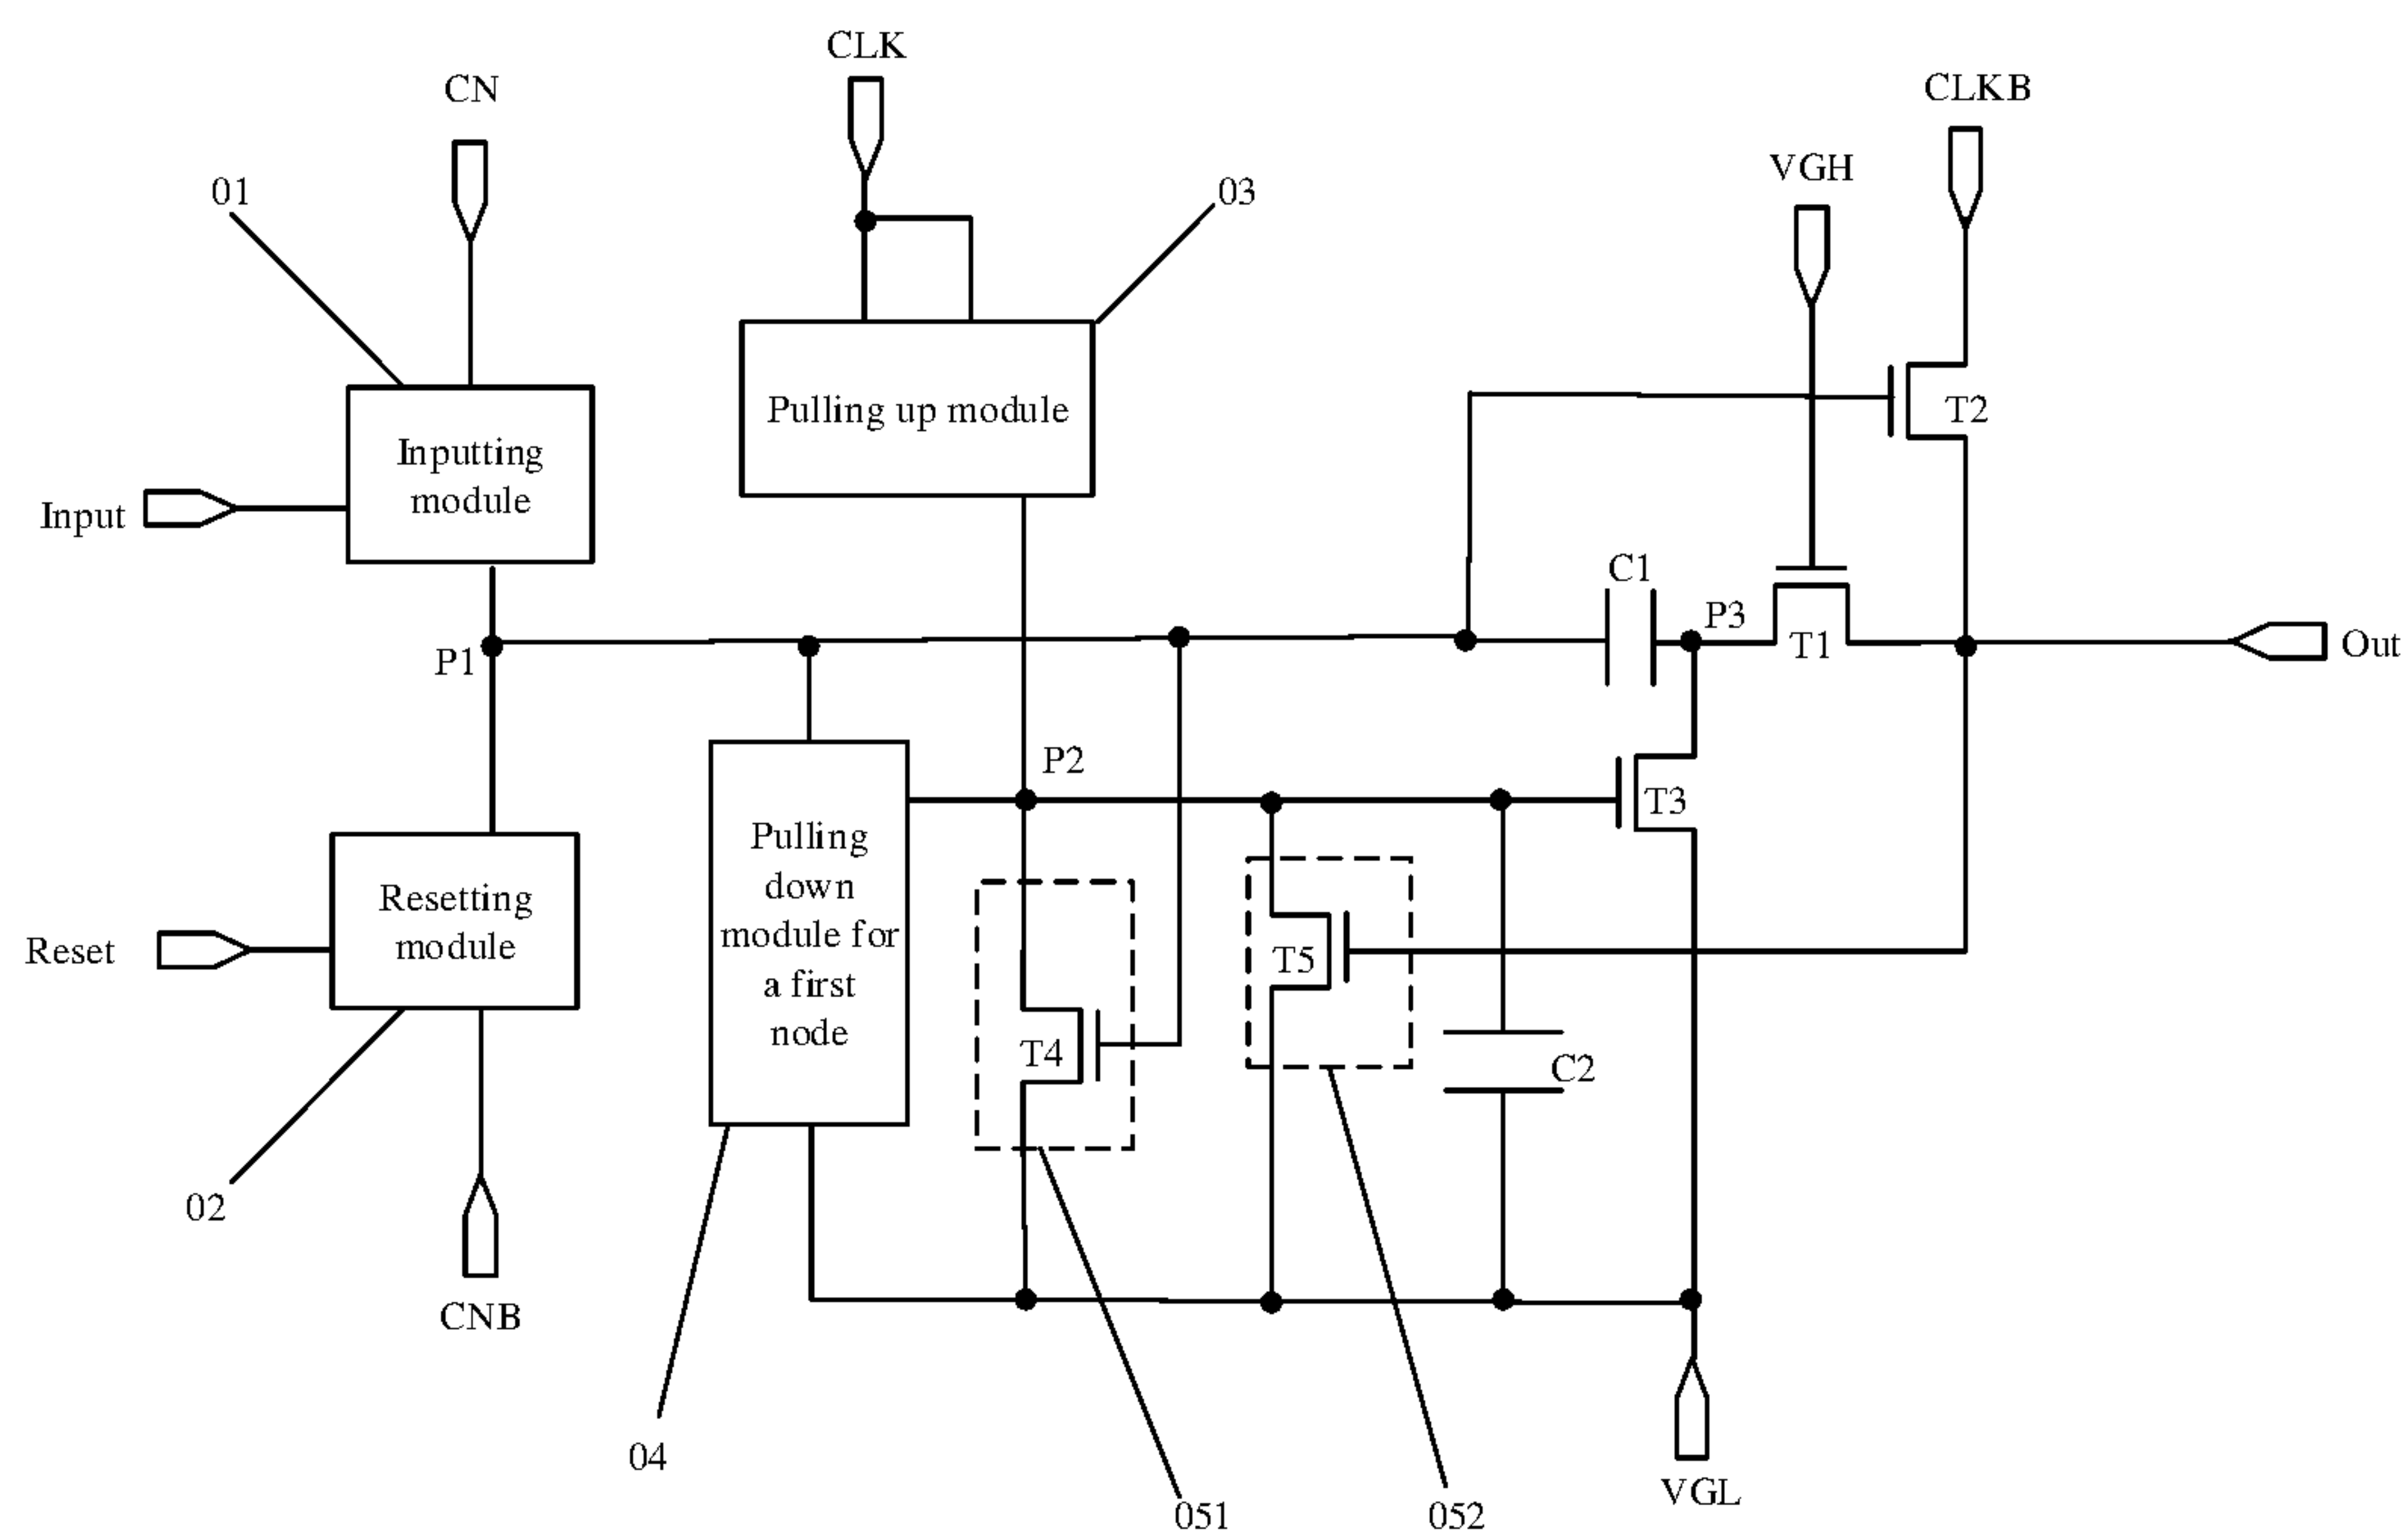 CLK
CN
CLKB
VGH
01
03
Pulling up module
T2
Inputting
module
Input
C1
P3
T1
Out
P1
P2
T3
Pulling
down
module for
a first
node
Resetting
module
Reset
T5
T4
C2
02
CNB
04
VGL
051
052